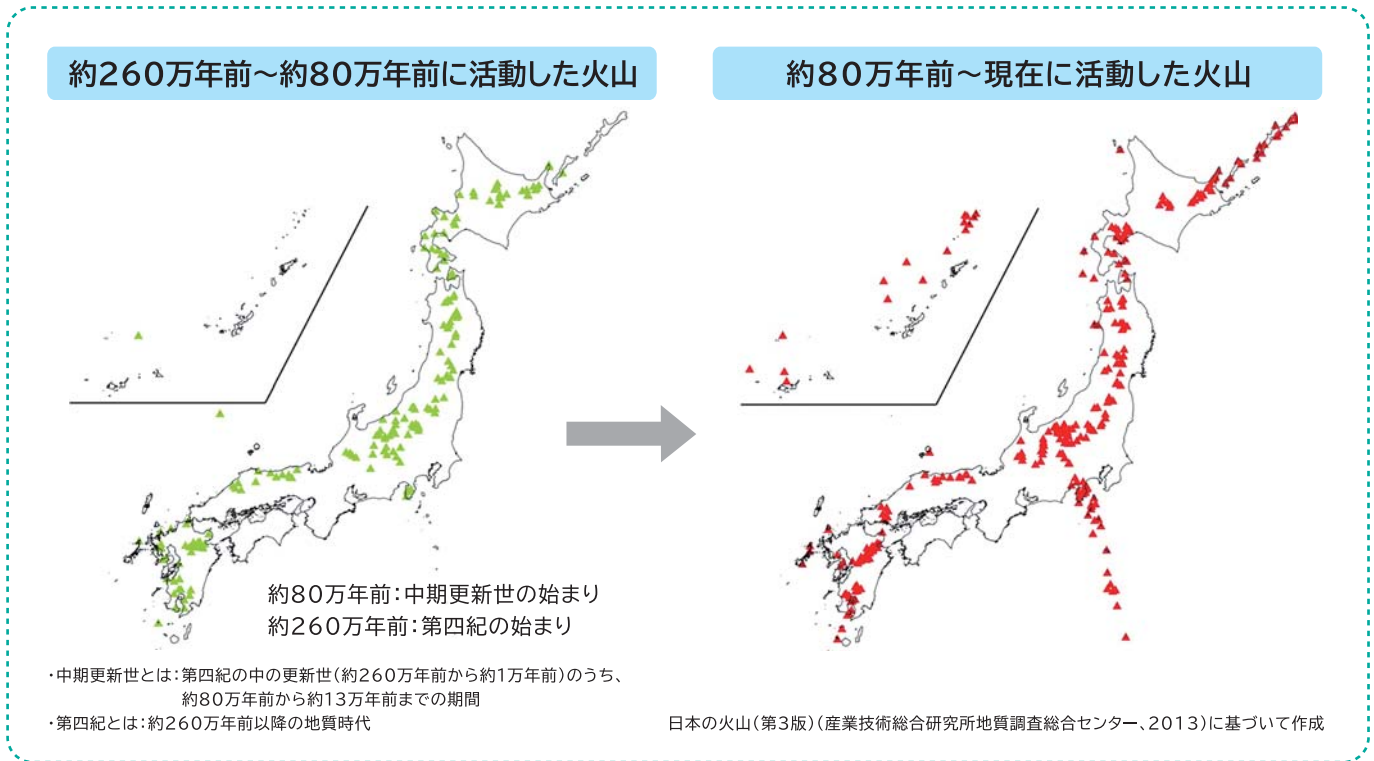 約260万年前～約80万年前に活動した火山
約80万年前～現在に活動した火山
約80万年前：中期更新世の始まり
約260万年前：第四紀の始まり
・中期更新世とは：第四紀の中の更新世（約260万年前から約1万年前）のうち、
約80万年前から約13万年前までの期間
・第四紀とは：約260万年前以降の地質時代
日本の火山（第3版）（産業技術総合研究所地質調査総合センター、2013）に基づいて作成